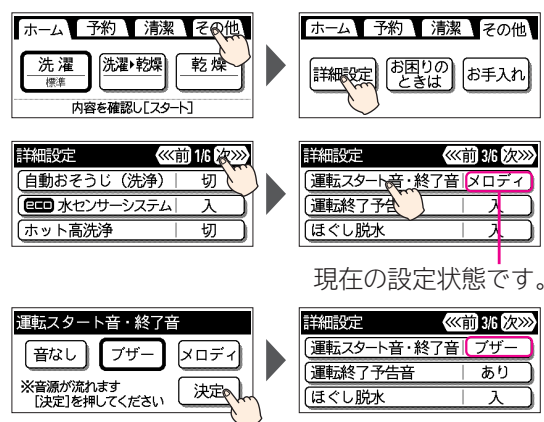 ホーム 予約 清潔 その他
洗濯 洗濯▸乾燥 乾燥
標準
内容を確認し[スタート]
ホーム 予約 清潔 その他
詳細設定 お困りの ときは お手入れ
詳細設定 前 1/6 次
自動おそうじ（洗浄） 切
eco 水センサーシステム 入
ホット高洗浄 切
詳細設定 前 3/6 次
運転スタート音・終了音 メロディ
運転終了予告 入
ほぐし脱水 入
現在の設定状態です。
運転スタート音・終了音
音なし ブザー メロディ
※音源が流れます
[決定]を押してください 決定
詳細設定 前 3/6 次
運転スタート音・終了音 ブザー
運転終了予告音 あり
ほぐし脱水 入